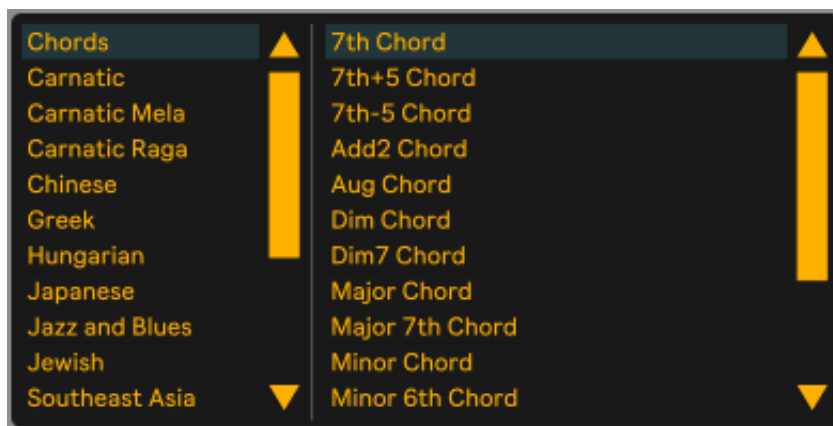 Chords
Carnatic
Carnatic Mela
Carnatic Raga
Chinese
Greek
Hungarian
Japanese
Jazz and Blues
Jewish
Southeast Asia
7th Chord
7th+5 Chord
7th-5 Chord
Add2 Chord
Aug Chord
Dim Chord
Dim7 Chord
Major Chord
Major 7th Chord
Minor Chord
Minor 6th Chord